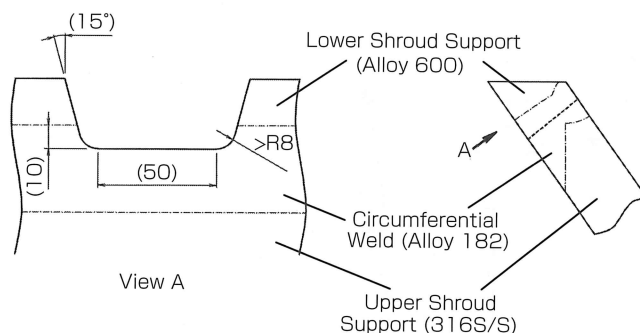 (15°)
Lower Shroud Support
(Alloy 600)
A
>R8
(10)
(50)
Circumferential
Weld (Alloy 182)
View A
Upper Shroud
Support (316S/S)